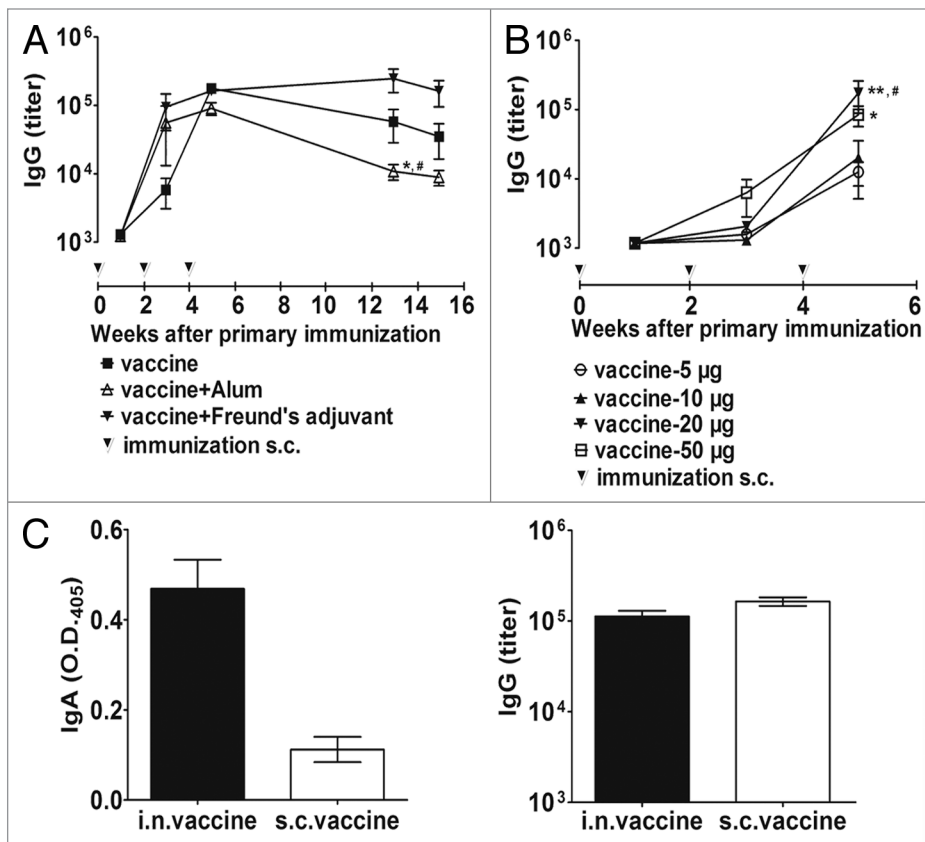 A
10⁶
10⁵
10⁴
10³
IgG (titer)
*,#
0 2 4 6 8 10 12 14 16
Weeks after primary immunization
vaccine
vaccine+Alum
vaccine+Freund's adjuvant
immunization s.c.
B
10⁶
10⁵
10⁴
10³
IgG (titer)
**,#
*
0 2 4 6
Weeks after primary immunization
vaccine-5 µg
vaccine-10 µg
vaccine-20 µg
vaccine-50 µg
immunization s.c.
C
0.6
0.4
0.2
0.0
IgA (O.D.₋₄₀₅)
i.n.vaccine s.c.vaccine
10⁶
10⁵
10⁴
10³
IgG (titer)
i.n.vaccine s.c.vaccine